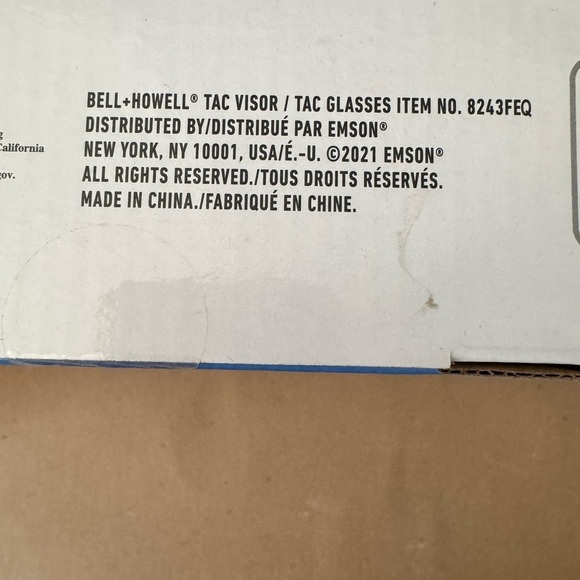 BELL+HOWELL® TAC VISOR / TAC GLASSES ITEM NO. 8243FEQ
DISTRIBUTED BY/DISTRIBUÉ PAR EMSON®
NEW YORK, NY 10001, USA/É.-U. ©2021 EMSON®
ALL RIGHTS RESERVED./TOUS DROITS RÉSERVÉS.
MADE IN CHINA./FABRIQUÉ EN CHINE.
California
gov.